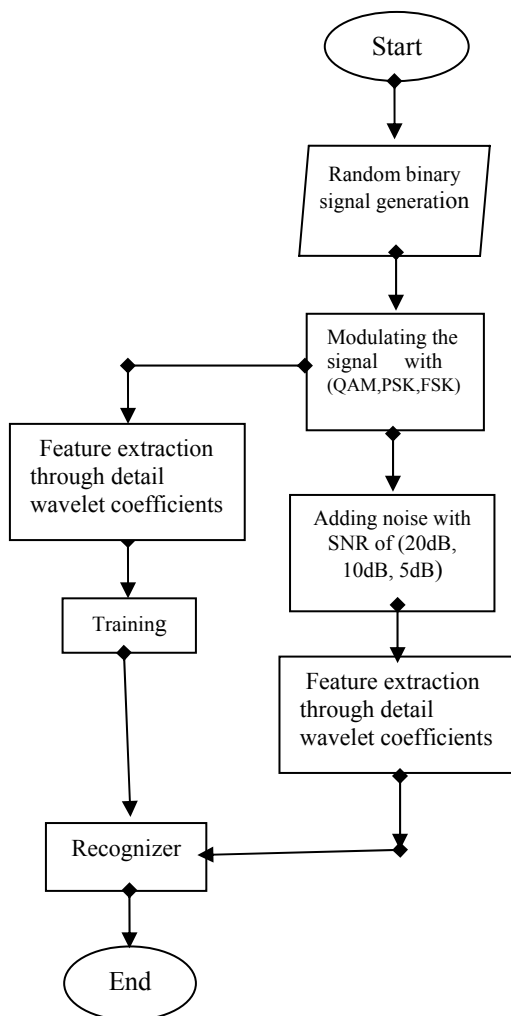 Start
Random binary
signal generation
Modulating the
signal with
(QAM,PSK,FSK)
Feature extraction
through detail
wavelet coefficients
Adding noise with
SNR of (20dB,
10dB, 5dB)
Training
Feature extraction
through detail
wavelet coefficients
Recognizer
End